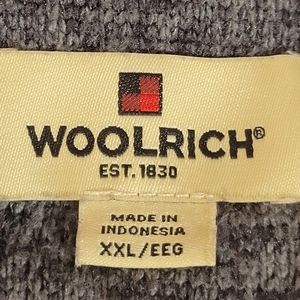 WOOLRICH®
EST. 1830
MADE IN
INDONESIA
XXL/EEG